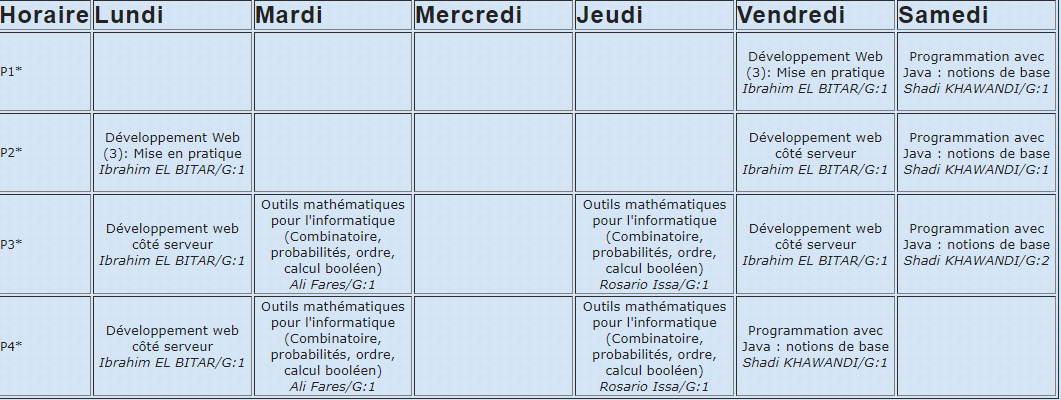 Horaire Lundi Mardi Mercredi Jeudi Vendredi Samedi
P1*
Développement Web
(3): Mise en pratique
Ibrahim EL BITAR/G:1
Programmation avec
Java : notions de base
Shadi KHAWANDI/G:1
P2*
Développement Web
(3): Mise en pratique
Ibrahim EL BITAR/G:1
Développement web
côté serveur
Ibrahim EL BITAR/G:1
Programmation avec
Java : notions de base
Shadi KHAWANDI/G:1
P3*
Développement web
côté serveur
Ibrahim EL BITAR/G:1
Outils mathématiques
pour l'informatique
(Combinatoire,
probabilités, ordre,
calcul booléen)
Ali Fares/G:1
Outils mathématiques
pour l'informatique
(Combinatoire,
probabilités, ordre,
calcul booléen)
Rosario Issa/G:1
Développement web
côté serveur
Ibrahim EL BITAR/G:1
Programmation avec
Java : notions de base
Shadi KHAWANDI/G:2
P4*
Développement web
côté serveur
Ibrahim EL BITAR/G:1
Outils mathématiques
pour l'informatique
(Combinatoire,
probabilités, ordre,
calcul booléen)
Ali Fares/G:1
Outils mathématiques
pour l'informatique
(Combinatoire,
probabilités, ordre,
calcul booléen)
Rosario Issa/G:1
Programmation avec
Java : notions de base
Shadi KHAWANDI/G:1